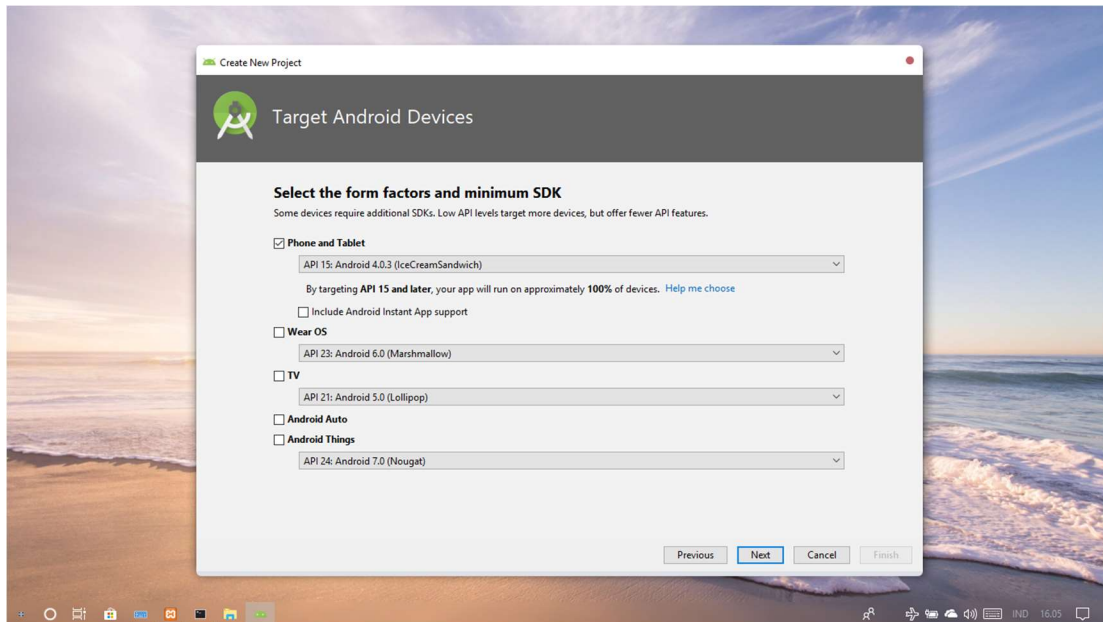 Create New Project
Target Android Devices
Select the form factors and minimum SDK
Some devices require additional SDKs. Low API levels target more devices, but offer fewer API features.
Phone and Tablet
API 15: Android 4.0.3 (IceCreamSandwich)
By targeting API 15 and later, your app will run on approximately 100% of devices. Help me choose
Include Android Instant App support
Wear OS
API 23: Android 6.0 (Marshmallow)
TV
API 21: Android 5.0 (Lollipop)
Android Auto
Android Things
API 24: Android 7.0 (Nougat)
Previous Next Cancel Finish
IND 16.05